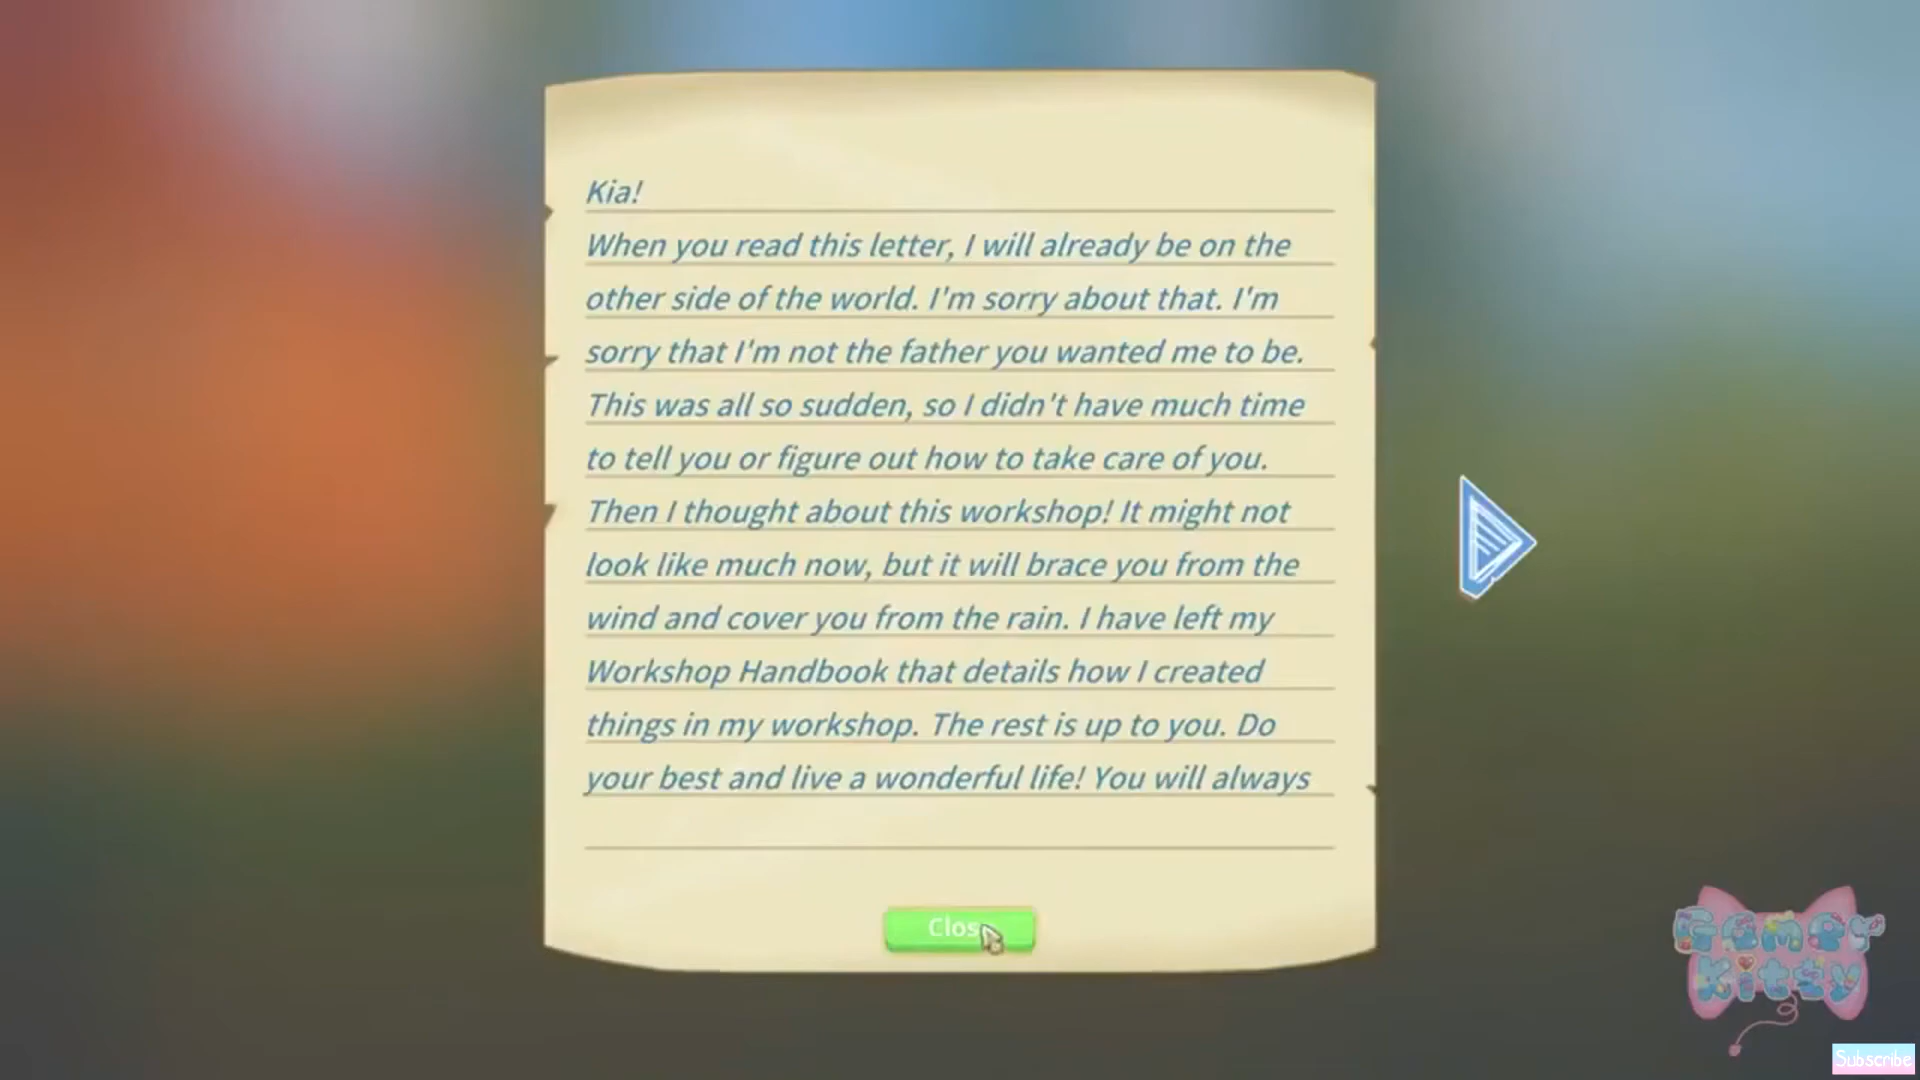 Kia!
When you read this letter, I will already be on the
other side of the world. I'm sorry about that. I'm
sorry that I'm not the father you wanted me to be.
This was all so sudden, so I didn't have much time
to tell you or figure out how to take care of you.
Then I thought about this workshop! It might not
look like much now, but it will brace you from the
wind and cover you from the rain. I have left my
Workshop Handbook that details how I created
things in my workshop. The rest is up to you. Do
your best and live a wonderful life! You will always
Clos
Gamer
Kitty
Subscribe